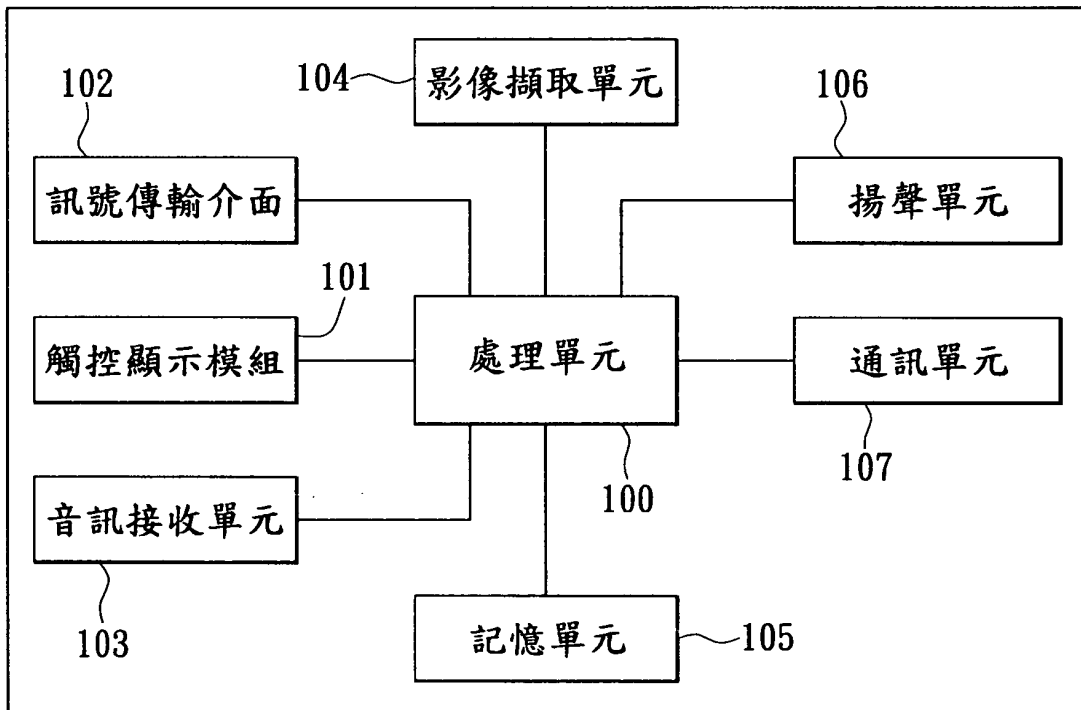 104
影像擷取單元
102
106
訊號傳輸介面
揚聲單元
101
觸控顯示模組
處理單元
通訊單元
107
100
音訊接收單元
103
記憶單元
105